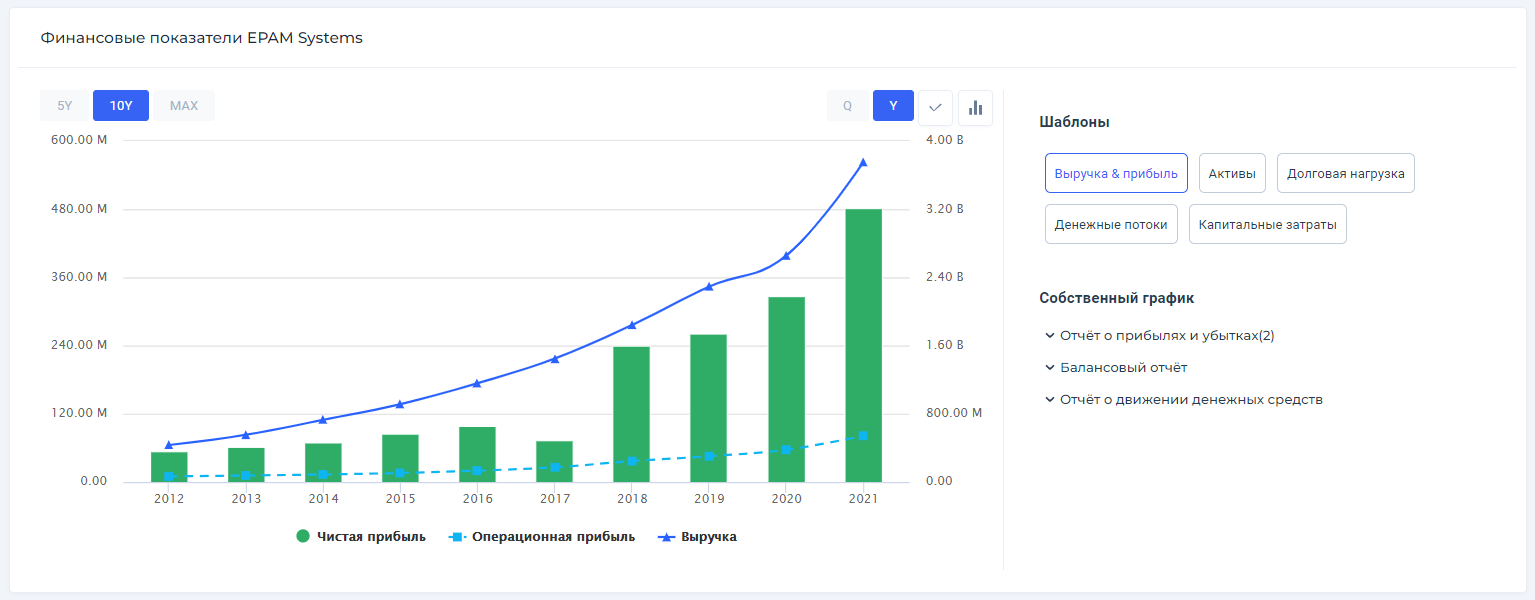 Финансовые показатели EPAM Systems
5Y 10Y MAX Q Y
600.00 M 4.00 B
480.00 M 3.20 B
360.00 M 2.40 B
240.00 M 1.60 B
120.00 M 800.00 M
0.00 0.00
2012 2013 2014 2015 2016 2017 2018 2019 2020 2021
Чистая прибыль Операционная прибыль Выручка
Шаблоны
Выручка & прибыль Активы Долговая нагрузка
Денежные потоки Капитальные затраты
Собственный график
Отчёт о прибылях и убытках(2)
Балансовый отчёт
Отчёт о движении денежных средств